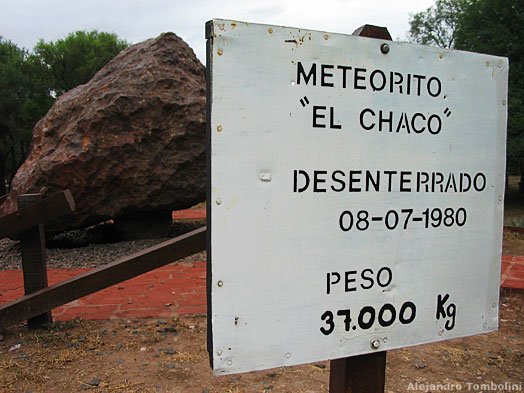 METEORITO.
"EL CHACO"
DESENTERRADO
08-07-1980
PESO
37.000 Kg
Alejandro Tombolini